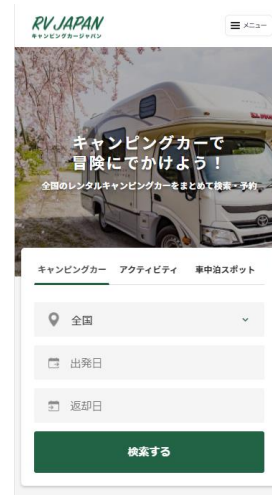 RV JAPAN
キャンピングカージャパン
メニュー
キャンピングカーで
冒険にでかけよう！
全国のレンタルキャンピングカーをまとめて検索・予約
キャンピングカー アクティビティ 車中泊スポット
全国
出発日
返却日
検索する